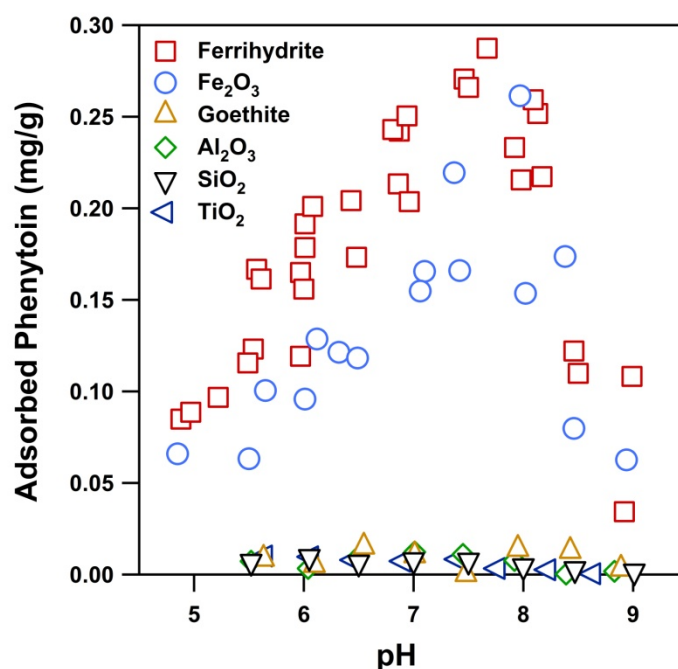 0.30
0.25
0.20
0.15
0.10
0.05
0.00
Adsorbed Phenytoin (mg/g)
Ferrihydrite
Fe₂O₃
Goethite
Al₂O₃
SiO₂
TiO₂
5 6 7 8 9
pH